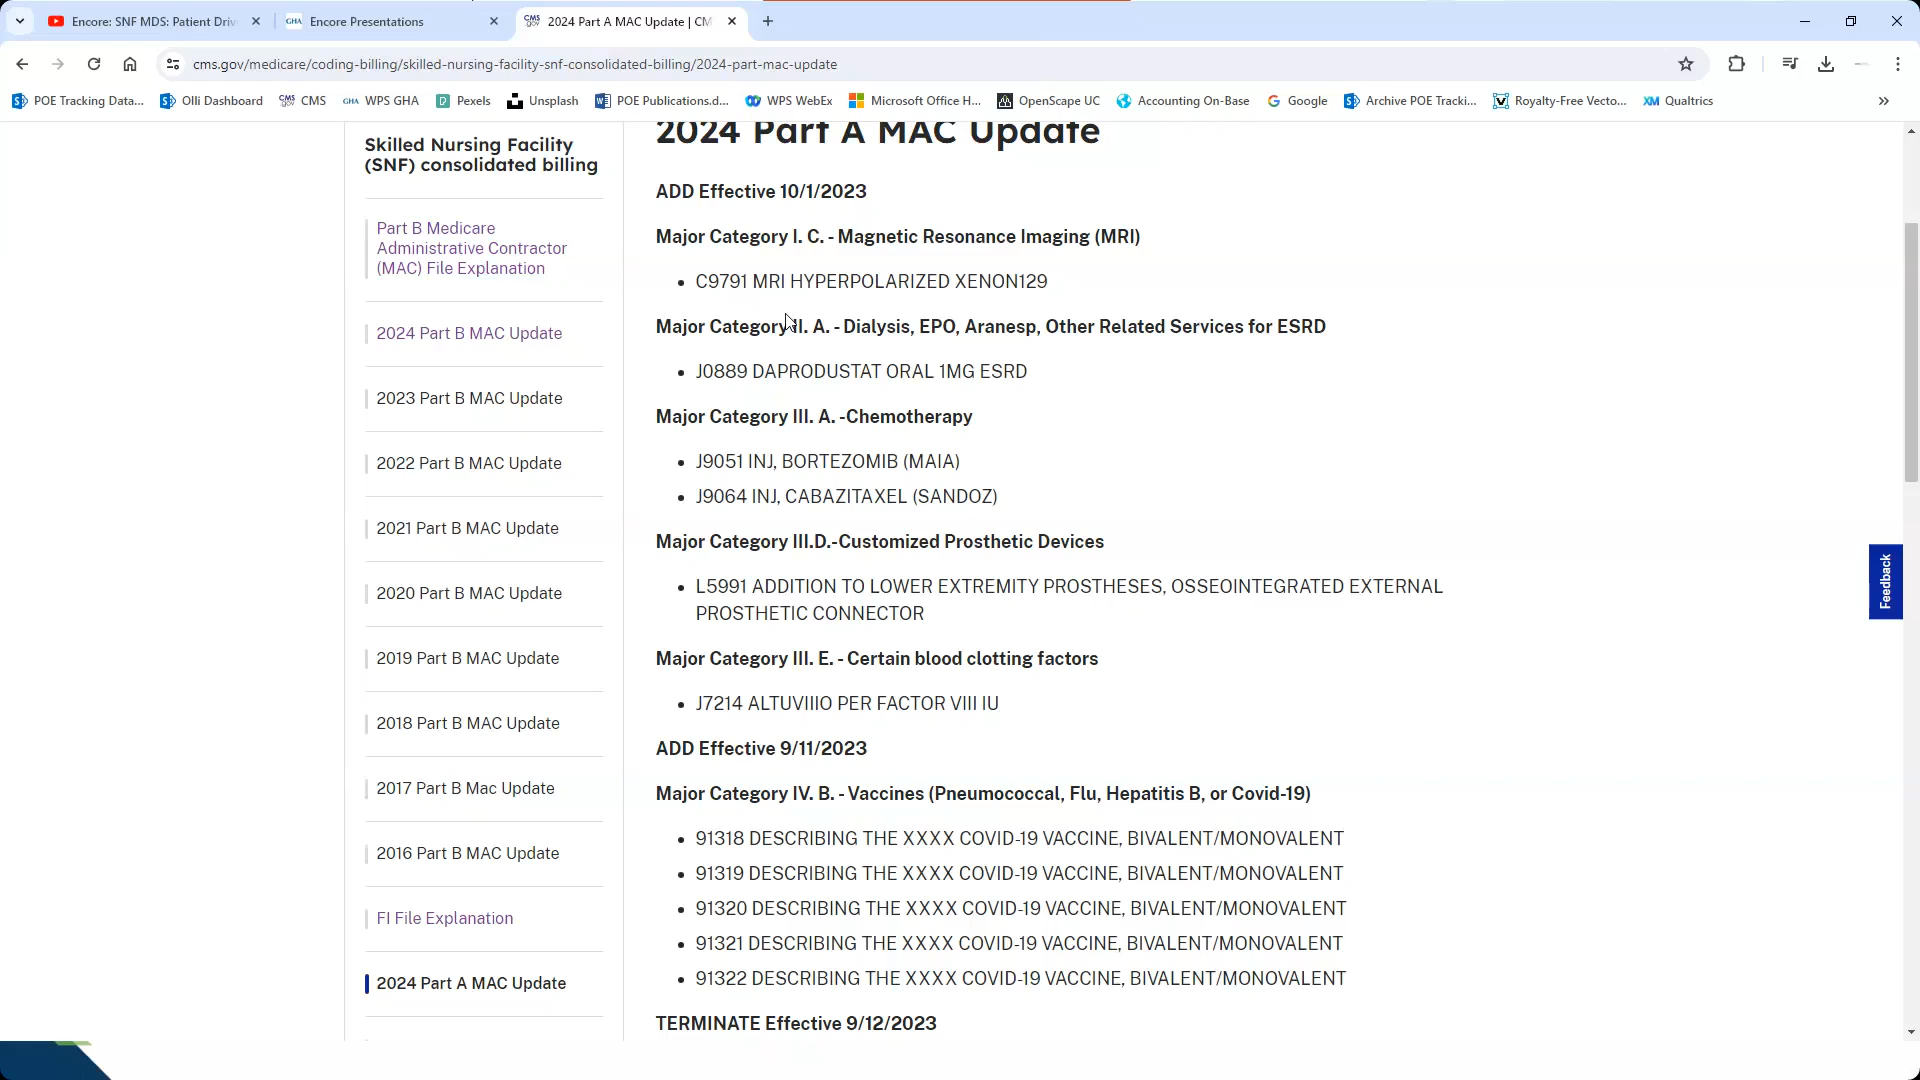 Encore: SNF MDS: Patient Driv
Encore Presentations
2024 Part A MAC Update | CM
cms.gov/medicare/coding-billing/skilled-nursing-facility-snf-consolidated-billing/2024-part-mac-update
POE Tracking Data...
Olli Dashboard
CMS
WPS GHA
Pexels
Unsplash
POE Publications.d...
WPS WebEx
Microsoft Office H...
OpenScape UC
Accounting On-Base
Google
Archive POE Tracki...
Royalty-Free Vecto...
Qualtrics
Skilled Nursing Facility
(SNF) consolidated billing
Part B Medicare
Administrative Contractor
(MAC) File Explanation
2024 Part B MAC Update
2023 Part B MAC Update
2022 Part B MAC Update
2021 Part B MAC Update
2020 Part B MAC Update
2019 Part B MAC Update
2018 Part B MAC Update
2017 Part B Mac Update
2016 Part B MAC Update
FI File Explanation
2024 Part A MAC Update
2024 Part A MAC Update
ADD Effective 10/1/2023
Major Category I. C. - Magnetic Resonance Imaging (MRI)
• C9791 MRI HYPERPOLARIZED XENON129
Major Category II. A. - Dialysis, EPO, Aranesp, Other Related Services for ESRD
• J0889 DAPRODUSTAT ORAL 1MG ESRD
Major Category III. A. -Chemotherapy
• J9051 INJ, BORTEZOMIB (MAIA)
• J9064 INJ, CABAZITAXEL (SANDOZ)
Major Category III.D.-Customized Prosthetic Devices
• L5991 ADDITION TO LOWER EXTREMITY PROSTHESES, OSSEOINTEGRATED EXTERNAL
PROSTHETIC CONNECTOR
Major Category III. E. - Certain blood clotting factors
• J7214 ALTUVIIIO PER FACTOR VIII IU
ADD Effective 9/11/2023
Major Category IV. B. - Vaccines (Pneumococcal, Flu, Hepatitis B, or Covid-19)
• 91318 DESCRIBING THE XXXX COVID-19 VACCINE, BIVALENT/MONOVALENT
• 91319 DESCRIBING THE XXXX COVID-19 VACCINE, BIVALENT/MONOVALENT
• 91320 DESCRIBING THE XXXX COVID-19 VACCINE, BIVALENT/MONOVALENT
• 91321 DESCRIBING THE XXXX COVID-19 VACCINE, BIVALENT/MONOVALENT
• 91322 DESCRIBING THE XXXX COVID-19 VACCINE, BIVALENT/MONOVALENT
TERMINATE Effective 9/12/2023
Feedback